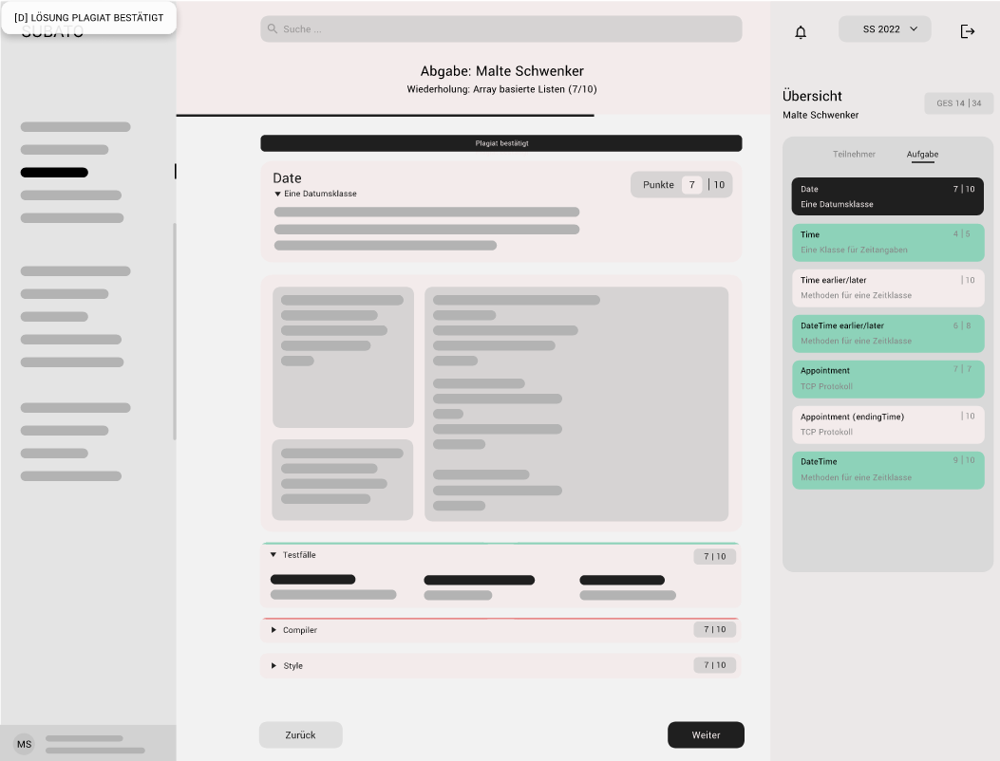 [D] LÖSUNG PLAGIAT BESTÄTIGT
SUBATO
Suche ...
SS 2022
Abgabe: Malte Schwenker
Wiederholung: Array basierte Listen (7/10)
Plagiat bestätigt
Date
Eine Datumsklasse
Punkte 7 | 10
Testfälle
7 | 10
Compiler
7 | 10
Style
7 | 10
Zurück
Weiter
MS
Übersicht
Malte Schwenker
GES 14 | 34
Teilnehmer Aufgabe
Date 7 | 10
Eine Datumsklasse
Time 4 | 5
Eine Klasse für Zeitangaben
Time earlier/later | 10
Methoden für eine Zeitklasse
DateTime earlier/later 6 | 8
Methoden für eine Zeitklasse
Appointment 7 | 7
TCP Protokoll
Appointment (endingTime) | 10
TCP Protokoll
DateTime 9 | 10
Methoden für eine Zeitklasse